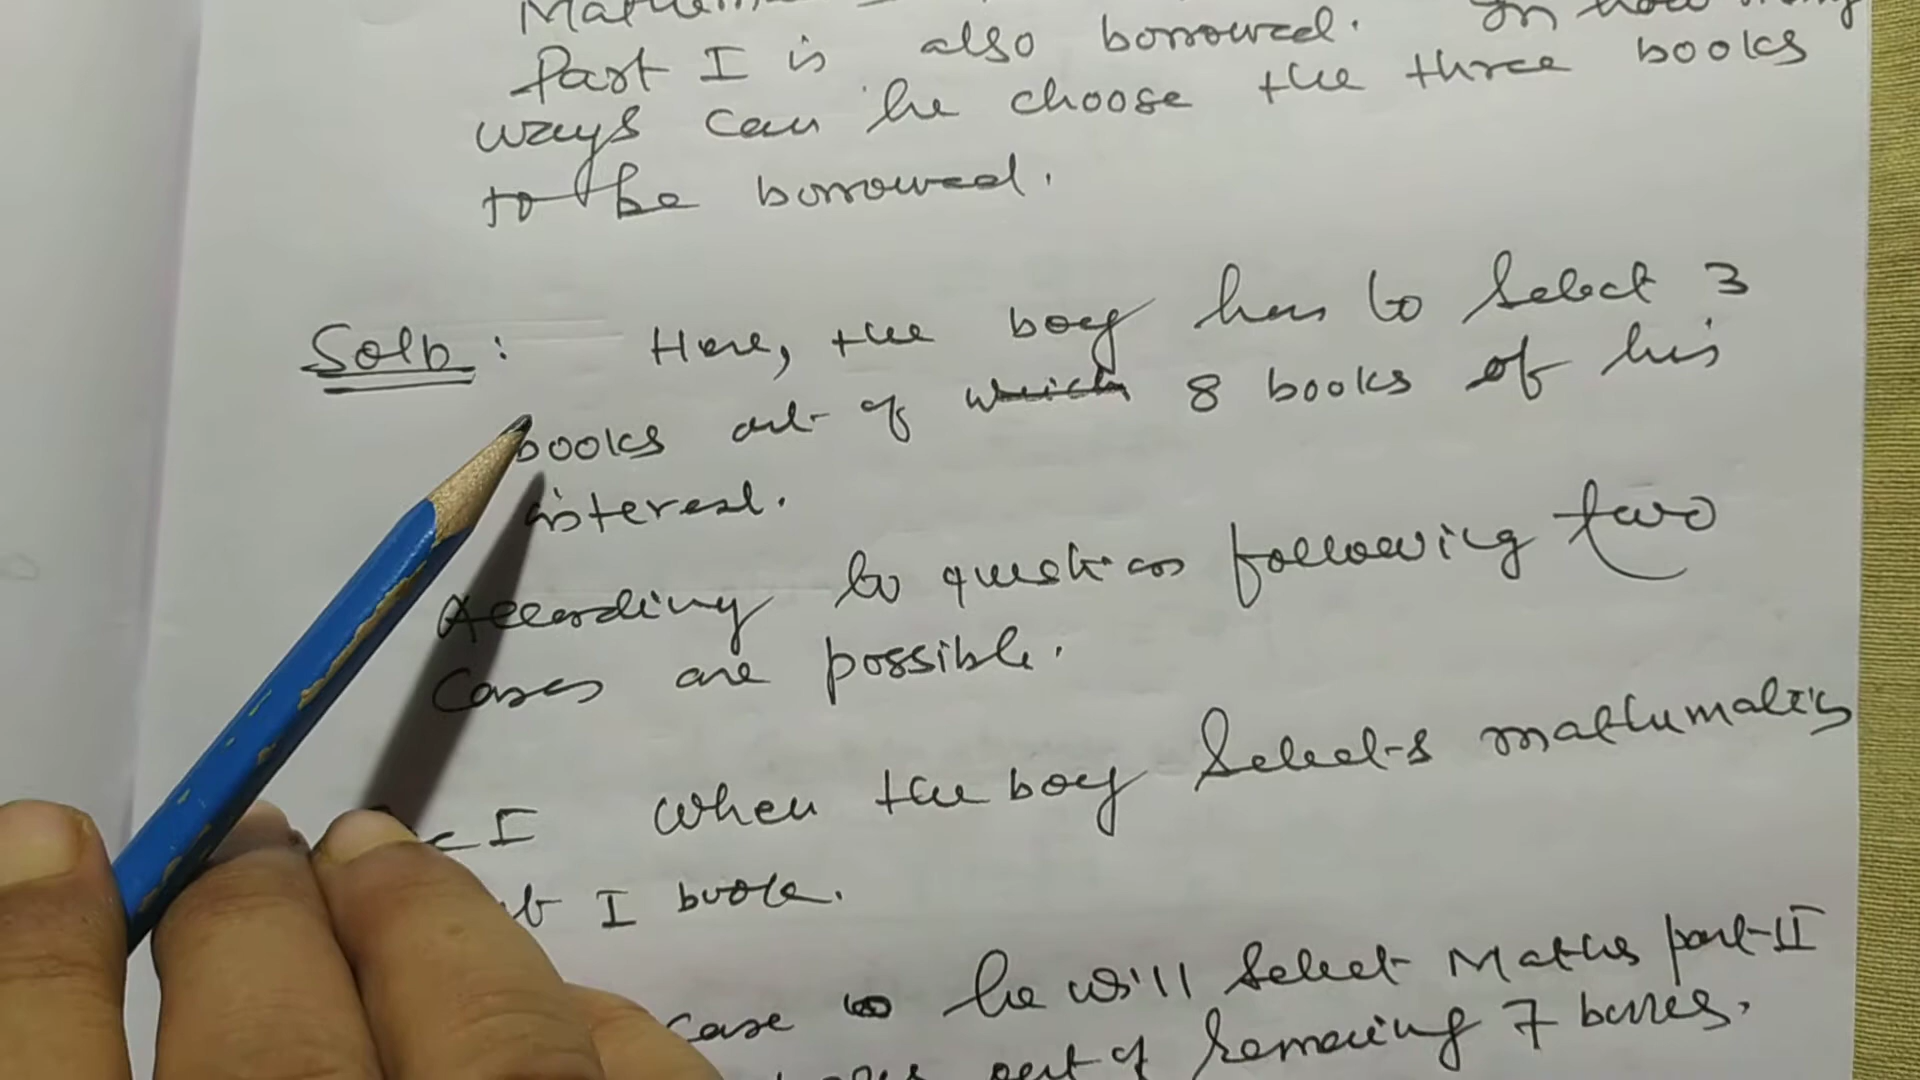 Part I is also borrowed. In how many
ways can he choose the three books
to be borrowed.
Soln: Here, the boy has to select 3
books out of which 8 books of his
interest.
According to question following two
cases are possible.
I When the boy selects mathematics
I book.
case he will select Maths part-II
out of remaining 7 books.